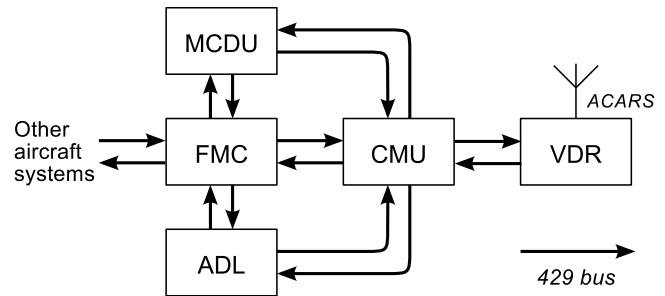 MCDU
ACARS
Other
aircraft
systems
FMC
CMU
VDR
ADL
429 bus